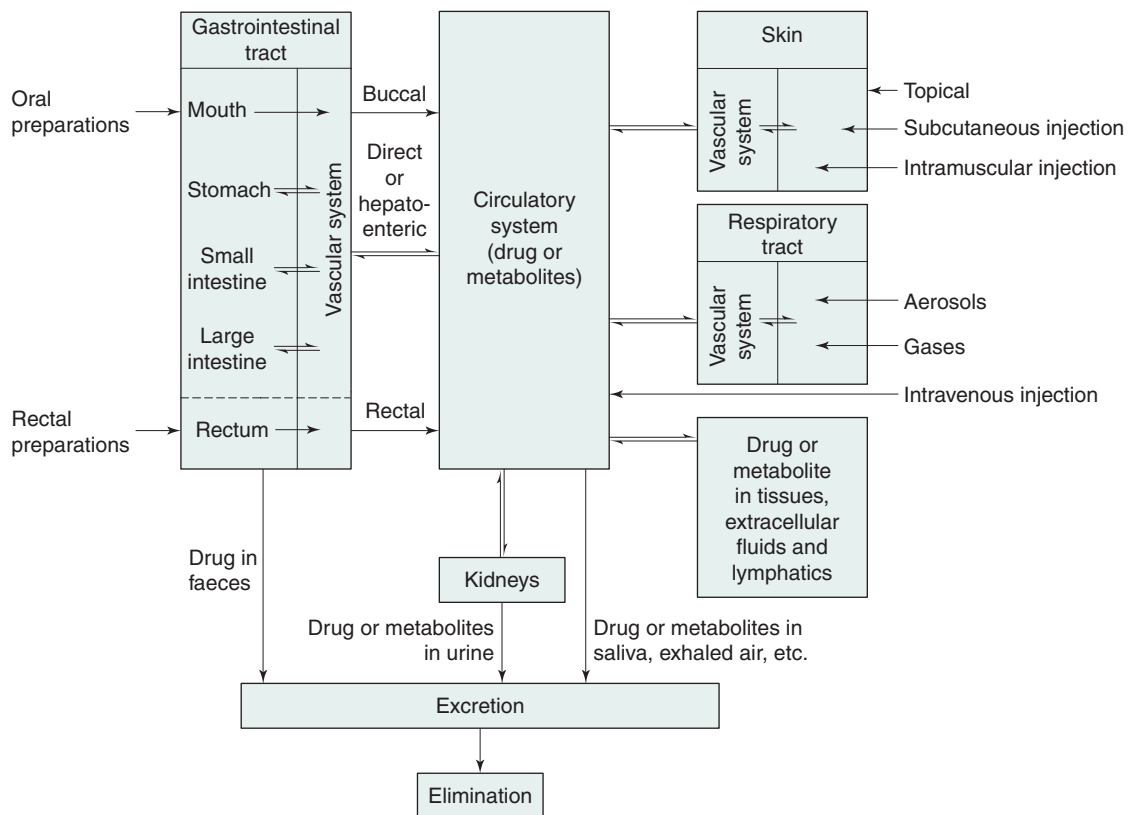 Gastrointestinal
tract
Oral
preparations
Mouth
Stomach
Small
intestine
Large
intestine
Rectal
preparations
Rectum
Vascular system
Buccal
Direct
or
hepato-
enteric
Rectal
Circulatory
system
(drug or
metabolites)
Skin
Vascular
system
Topical
Subcutaneous injection
Intramuscular injection
Respiratory
tract
Vascular
system
Aerosols
Gases
Intravenous injection
Drug or
metabolite
in tissues,
extracellular
fluids and
lymphatics
Drug in
faeces
Kidneys
Drug or metabolites
in urine
Drug or metabolites in
saliva, exhaled air, etc.
Excretion
Elimination